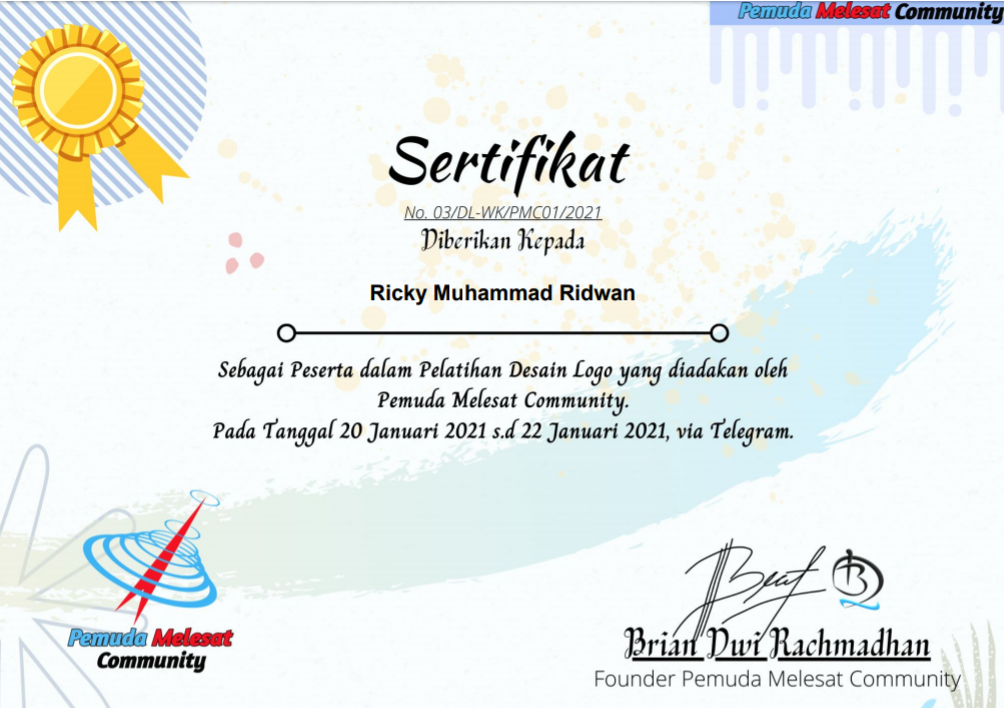 Pemuda Melesat Community
Sertifikat
No. 03/DL-WK/PMC01/2021
Diberikan Kepada
Ricky Muhammad Ridwan
Sebagai Peserta dalam Pelatihan Desain Logo yang diadakan oleh
Pemuda Melesat Community.
Pada Tanggal 20 Januari 2021 s.d 22 Januari 2021, via Telegram.
Pemuda Melesat
Community
Brian Dwi Rachmadhan
Founder Pemuda Melesat Community